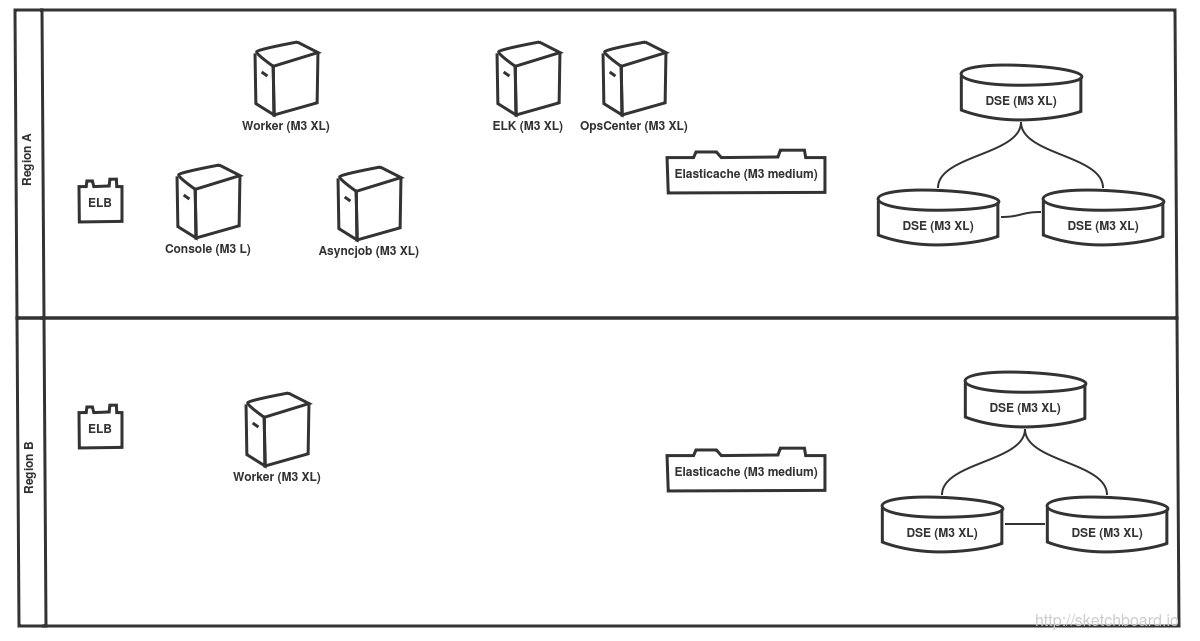 Region A
Worker (M3 XL)
ELK (M3 XL)
OpsCenter (M3 XL)
DSE (M3 XL)
Elasticache (M3 medium)
ELB
Console (M3 L)
Asyncjob (M3 XL)
DSE (M3 XL)
DSE (M3 XL)
Region B
ELB
Worker (M3 XL)
Elasticache (M3 medium)
DSE (M3 XL)
DSE (M3 XL)
DSE (M3 XL)
http://sketchboard.io